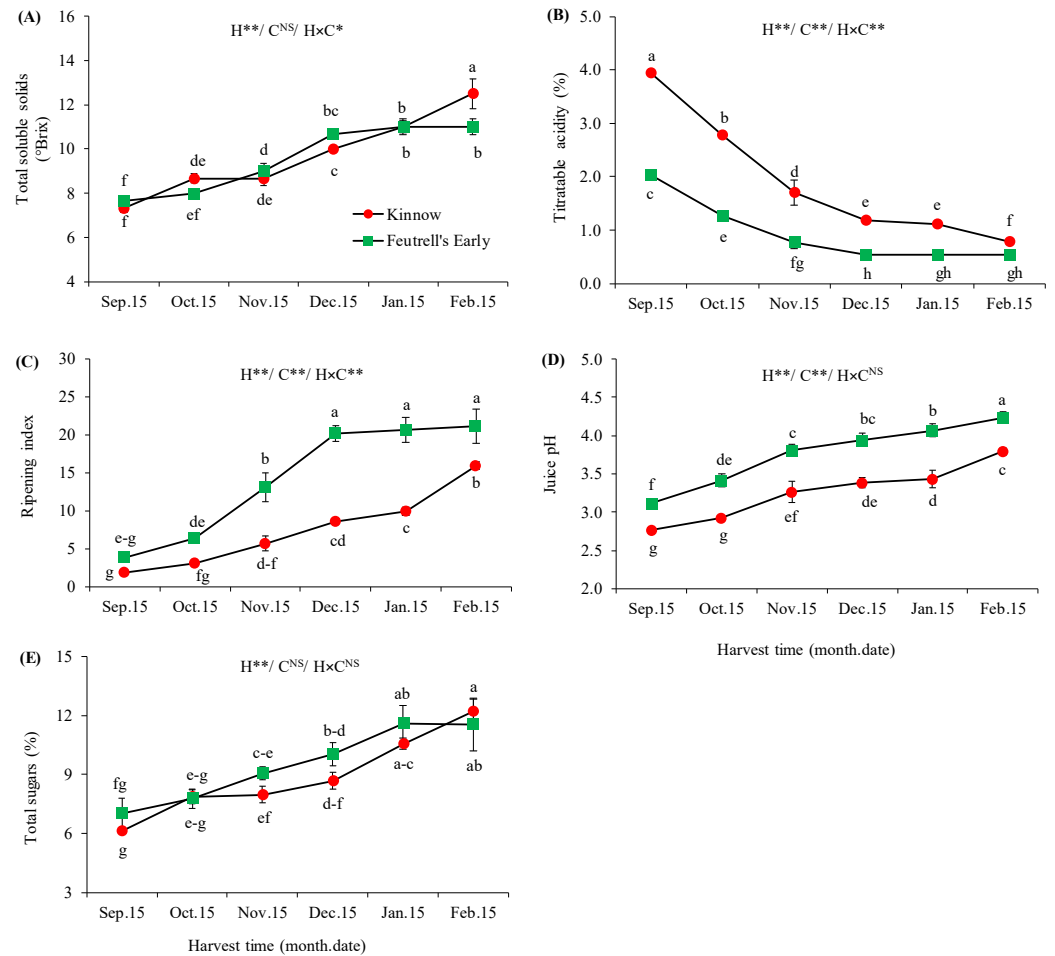 (A)
H**/ C^NS/ H×C*
Total soluble solids
(°Brix)
16
14
12
10
8
6
4
f
de
d
bc
b
a
f
ef
de
c
b
b
Kinnow
Feutrell's Early
Sep.15 Oct.15 Nov.15 Dec.15 Jan.15 Feb.15
(B)
H**/ C**/ H×C**
Titratable acidity (%)
5.0
4.0
3.0
2.0
1.0
0.0
a
b
d
e
e
f
c
e
fg
h
gh
gh
Sep.15 Oct.15 Nov.15 Dec.15 Jan.15 Feb.15
(C)
H**/ C**/ H×C**
Ripening index
30
25
20
15
10
5
0
e-g
de
b
a
a
a
g
fg
d-f
cd
c
b
Sep.15 Oct.15 Nov.15 Dec.15 Jan.15 Feb.15
(D)
H**/ C**/ H×C^NS
Juice pH
5.0
4.5
4.0
3.5
3.0
2.5
2.0
f
de
c
bc
b
a
g
g
ef
de
d
c
Sep.15 Oct.15 Nov.15 Dec.15 Jan.15 Feb.15
Harvest time (month.date)
(E)
H**/ C^NS/ H×C^NS
Total sugars (%)
15
12
9
6
3
fg
e-g
c-e
b-d
ab
a
g
e-g
ef
d-f
a-c
ab
Sep.15 Oct.15 Nov.15 Dec.15 Jan.15 Feb.15
Harvest time (month.date)